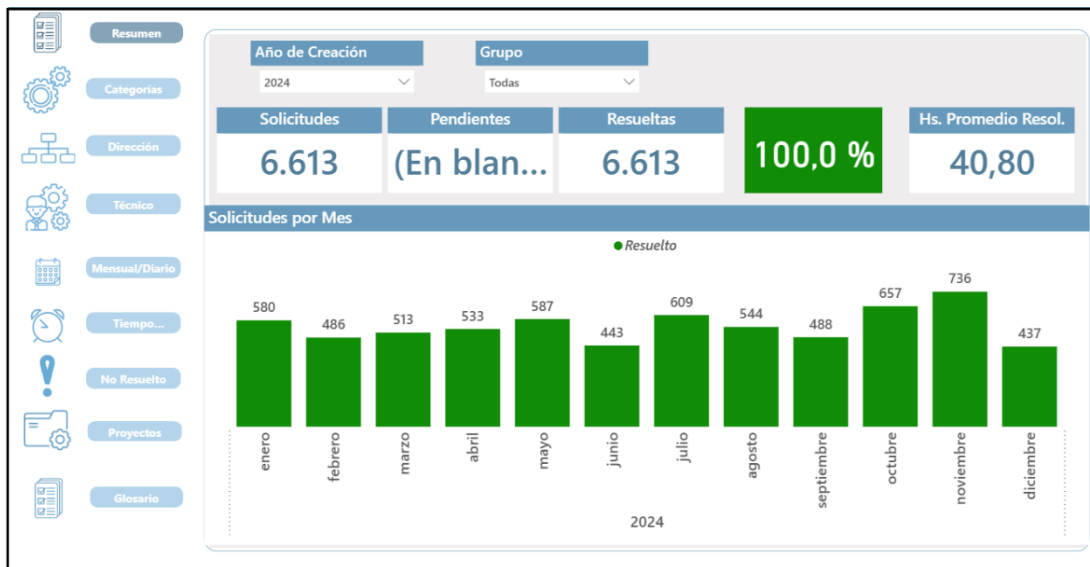 Resumen
Categorías
Dirección
Técnico
Mensual/Diario
Tiempo...
No Resuelto
Proyectos
Glosario
Año de Creación Grupo
2024 Todas
Solicitudes Pendientes Resueltas Hs. Promedio Resol.
6.613 (En blan... 6.613 100,0 % 40,80
Solicitudes por Mes
Resuelto
580 486 513 533 587 443 609 544 488 657 736 437
enero febrero marzo abril mayo junio julio agosto septiembre octubre noviembre diciembre
2024